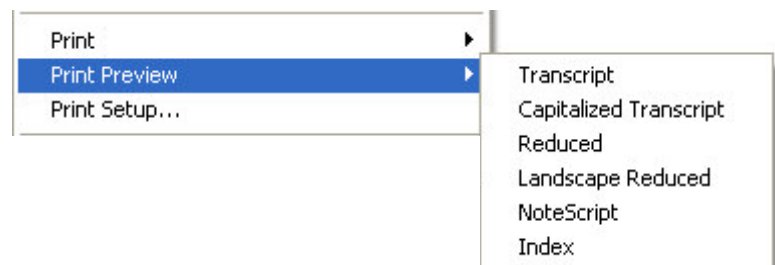 Print
Print Preview
Print Setup...
Transcript
Capitalized Transcript
Reduced
Landscape Reduced
NoteScript
Index